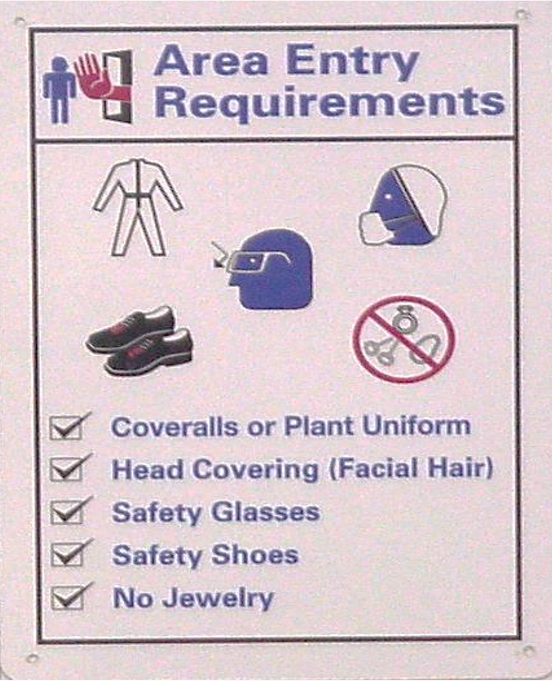 Area Entry
Requirements
Coveralls or Plant Uniform
Head Covering (Facial Hair)
Safety Glasses
Safety Shoes
No Jewelry